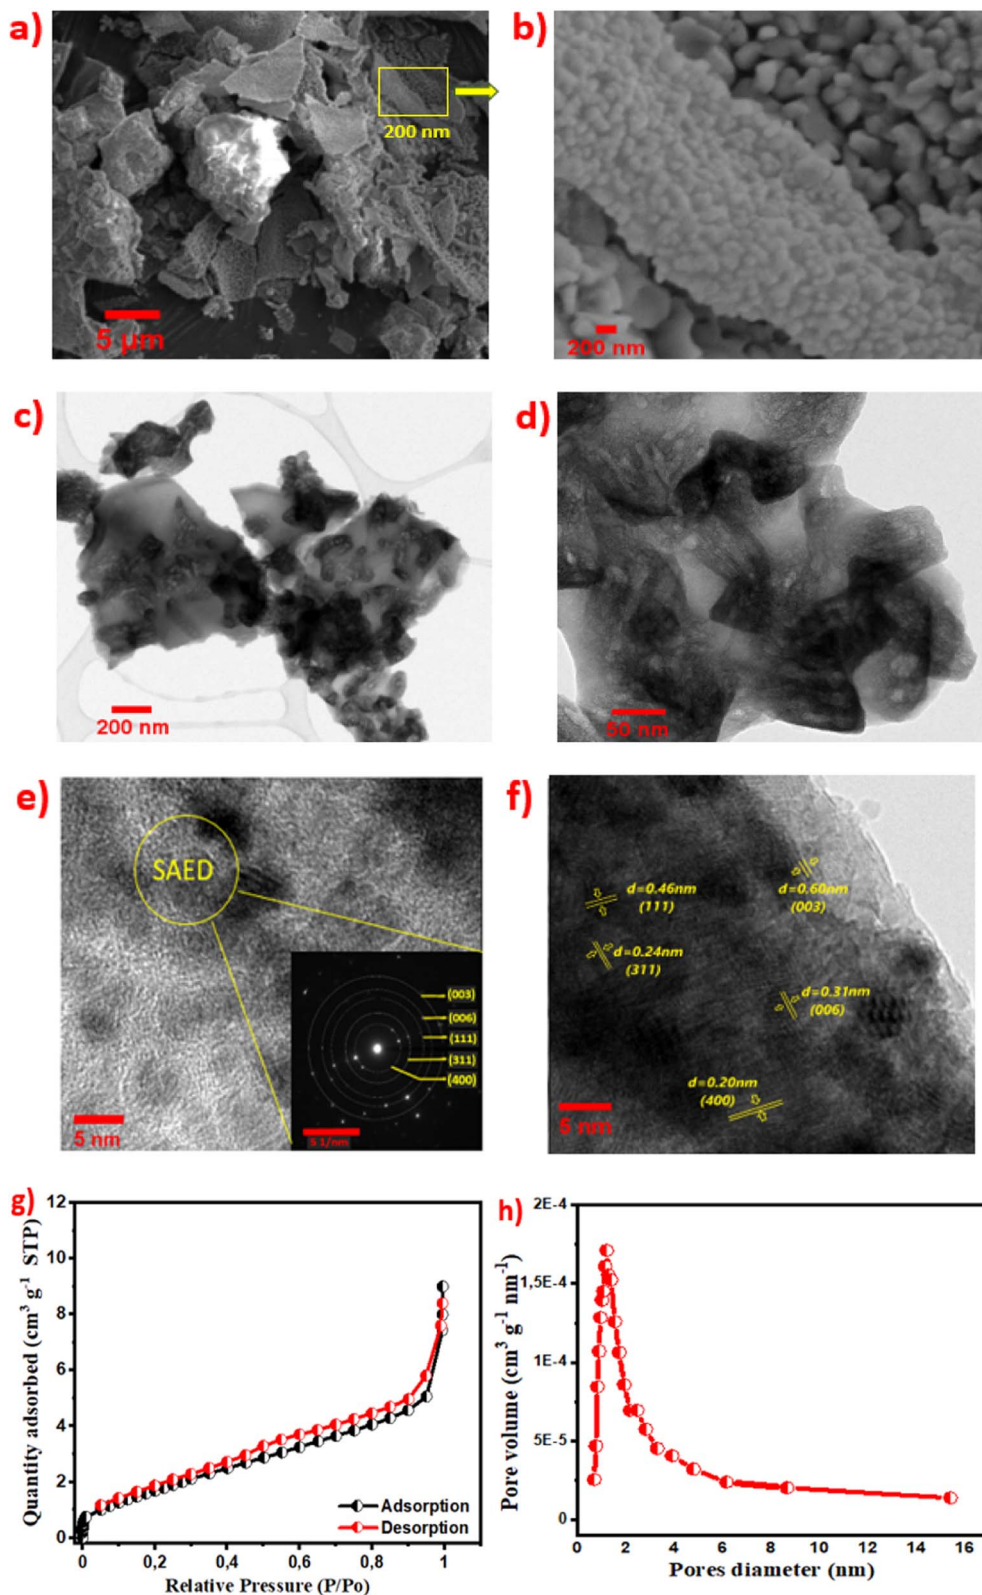 a)
200 nm
5 µm
b)
200 nm
c)
200 nm
d)
50 nm
e)
SAED
(003)
(006)
(111)
(311)
(400)
5 nm
5 1/nm
f)
d=0.46nm
(111)
d=0.60nm
(003)
d=0.24nm
(311)
d=0.31nm
(006)
d=0.20nm
(400)
5 nm
g)
Quantity adsorbed (cm³ g⁻¹ STP)
12
10
8
6
4
2
0
0
0,2
0,4
0,6
0,8
1
Adsorption
Desorption
Relative Pressure (P/Po)
h)
Pore volume (cm³ g⁻¹ nm⁻¹)
2E-4
1,5E-4
1E-4
5E-5
0
0
2
4
6
8
10
12
14
16
Pores diameter (nm)